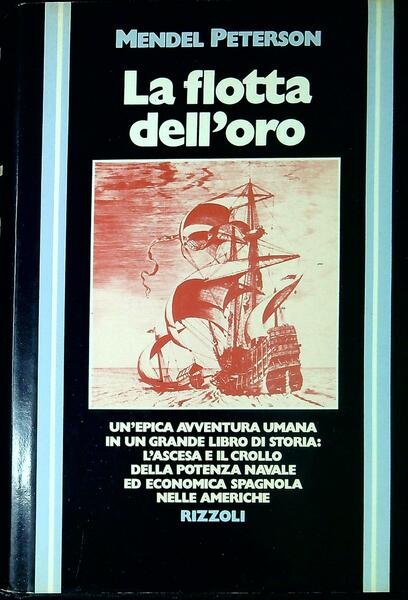 MENDEL PETERSON
La flotta
dell'oro
UN'EPICA AVVENTURA UMANA
IN UN GRANDE LIBRO DI STORIA:
L'ASCESA E IL CROLLO
DELLA POTENZA NAVALE
ED ECONOMICA SPAGNOLA
NELLE AMERICHE
RIZZOLI